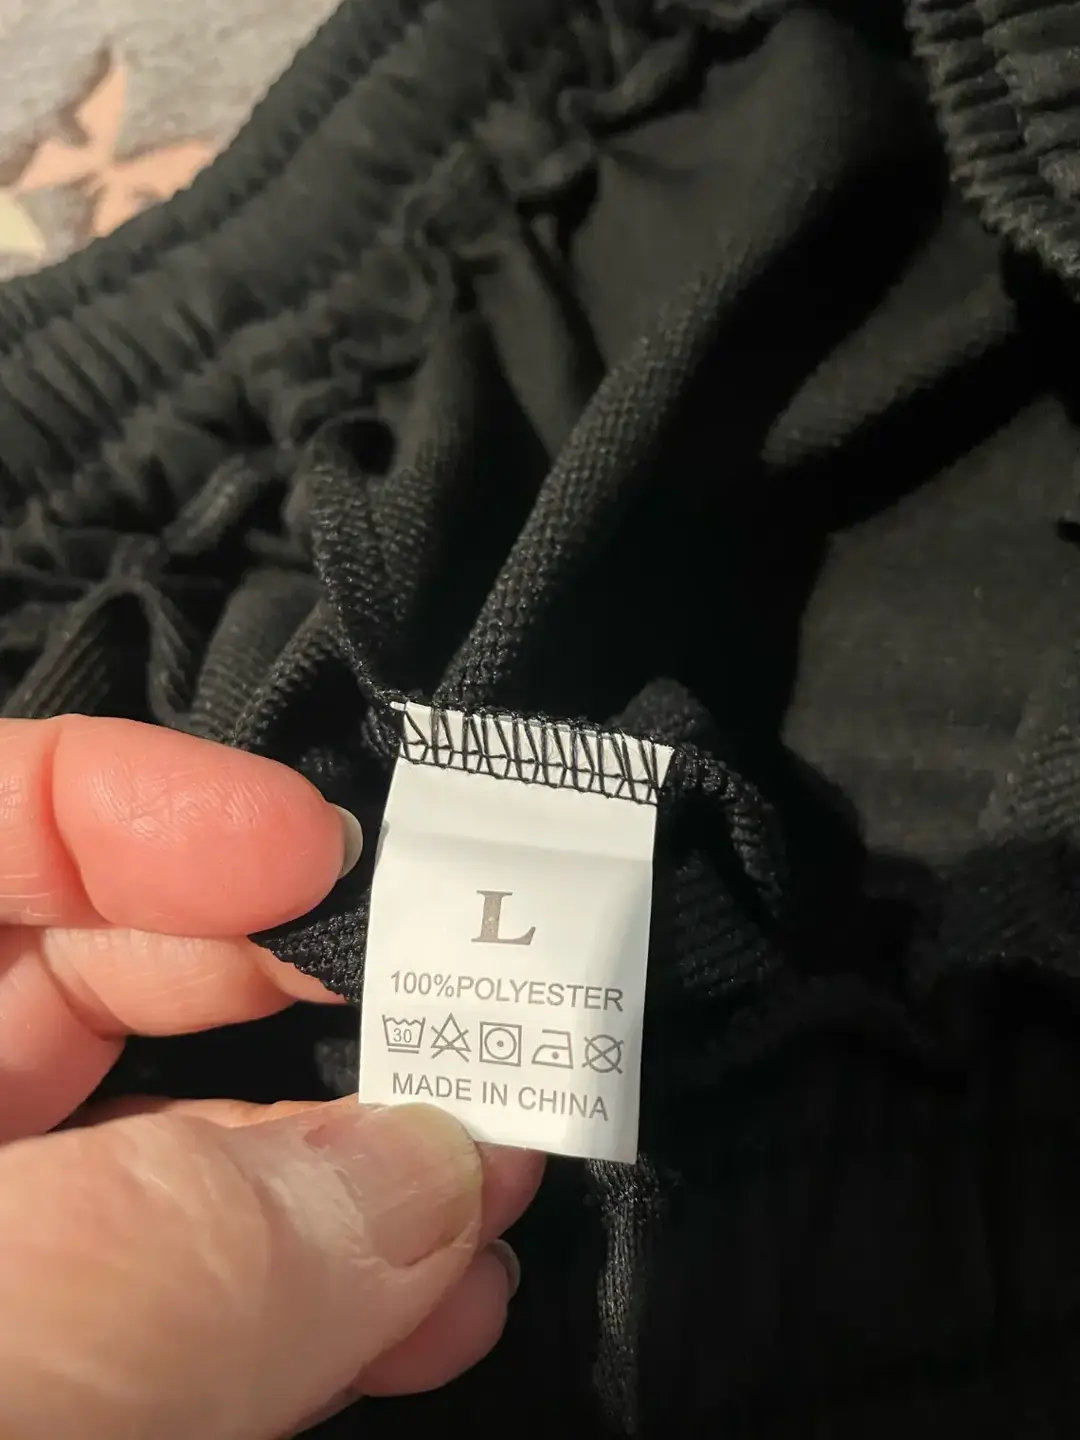 L
100%POLYESTER
30
MADE IN CHINA